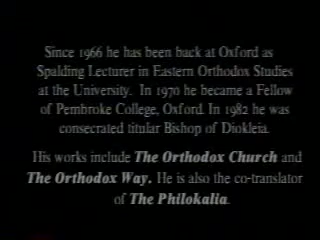 Since 1966 he has been back at Oxford as
Spalding Lecturer in Eastern Orthodox Studies
at the University. In 1970 he became a Fellow
of Pembroke College, Oxford. In 1982 he was
consecrated titular Bishop of Diokleia.
His works include The Orthodox Church and
The Orthodox Way. He is also the co-translator
of The Philokalia.